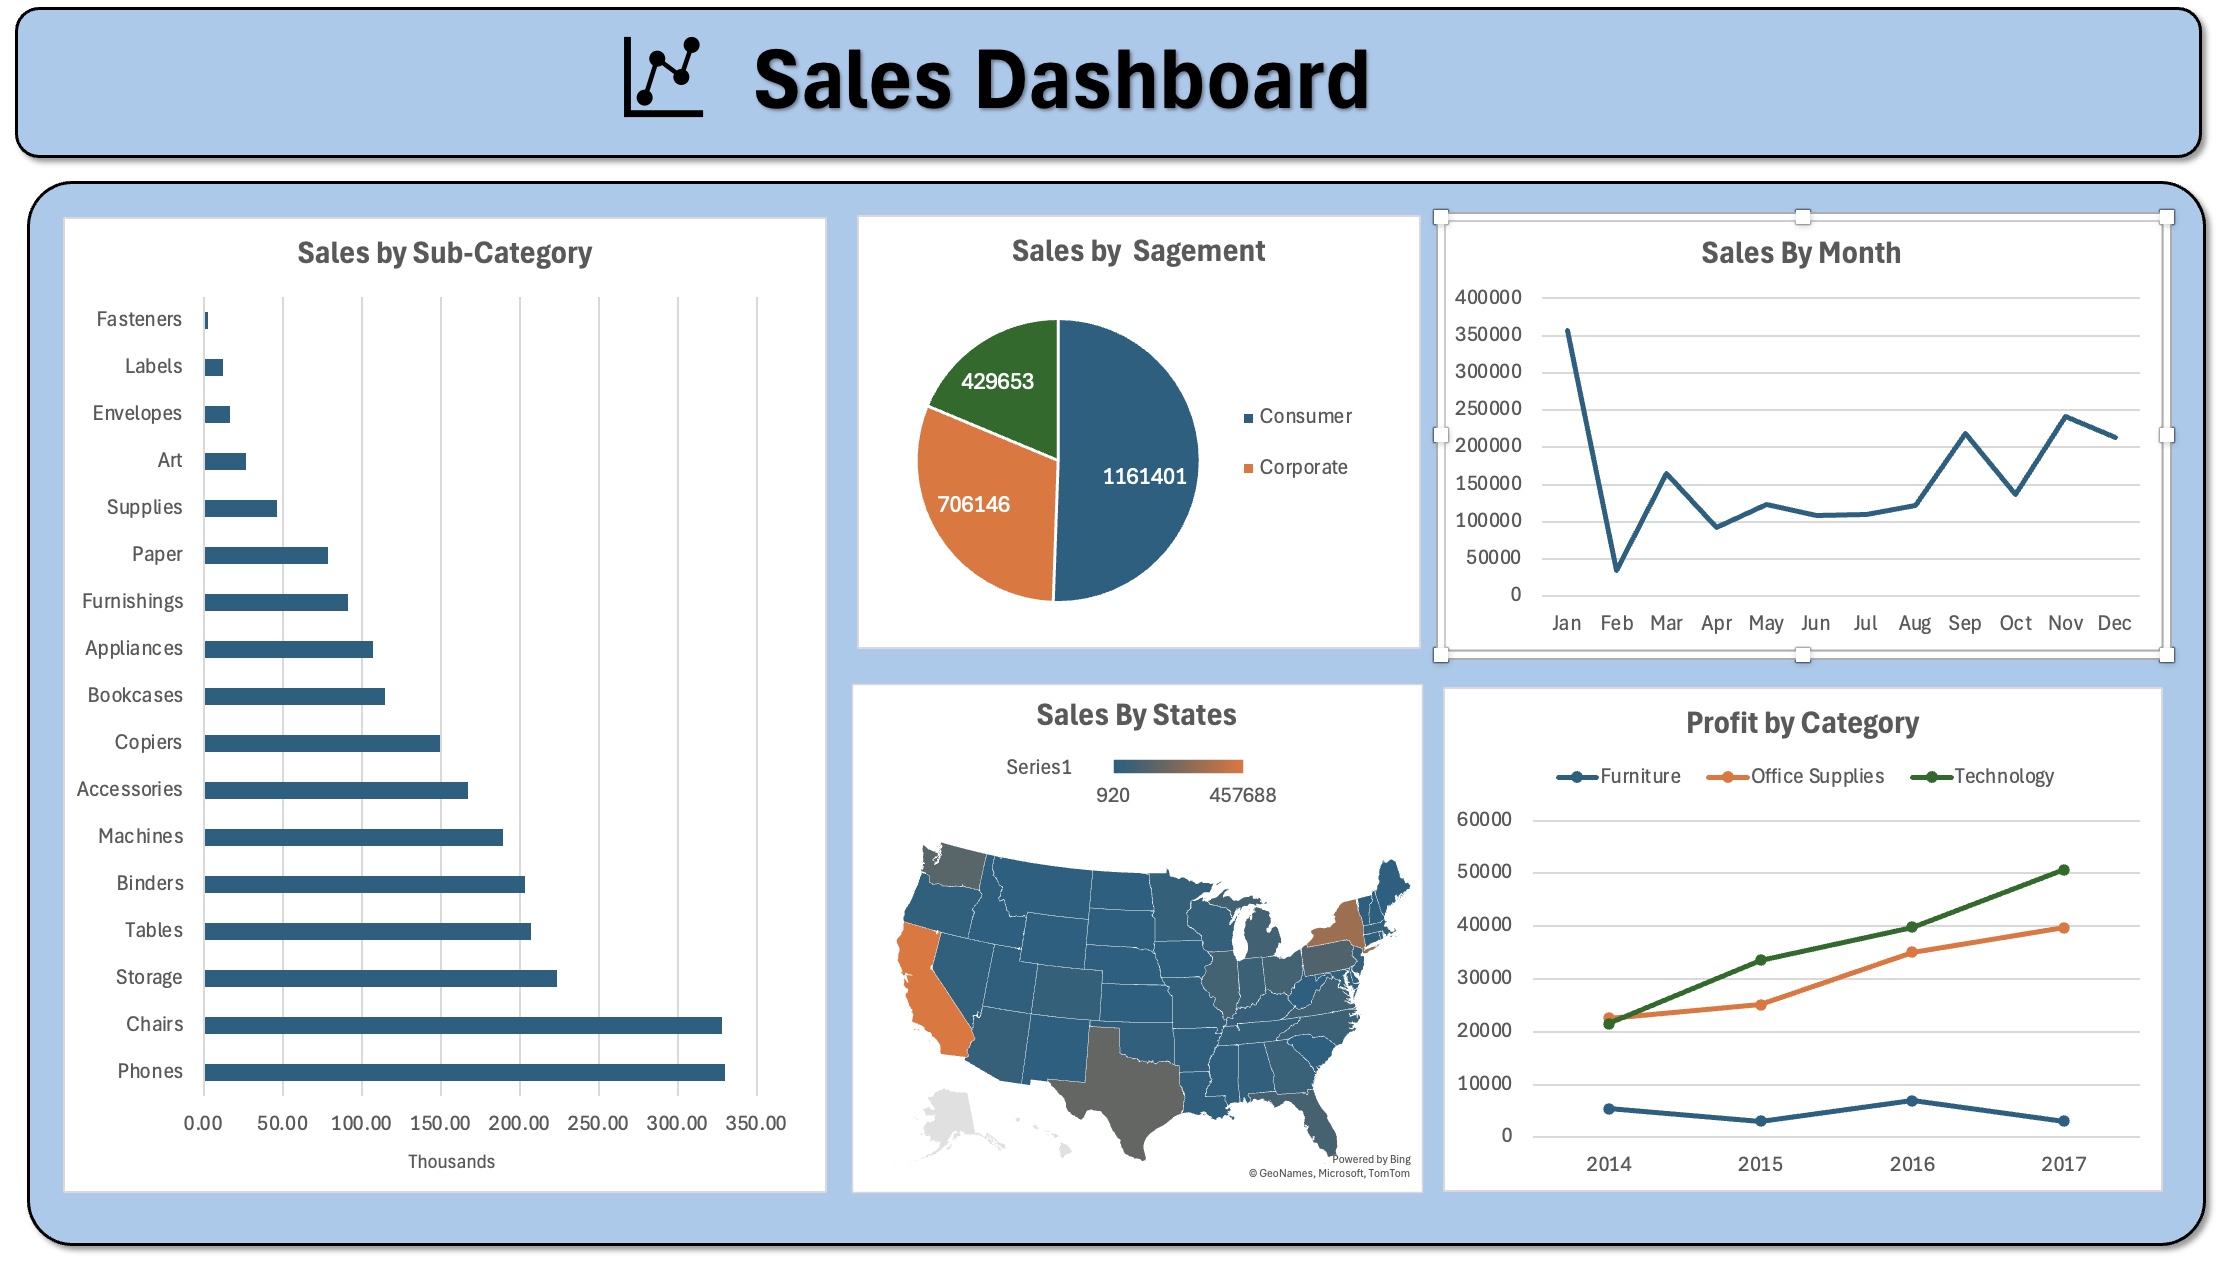 Sales Dashboard
Sales by Sub-Category
Fasteners
Labels
Envelopes
Art
Supplies
Paper
Furnishings
Appliances
Bookcases
Copiers
Accessories
Machines
Binders
Tables
Storage
Chairs
Phones
0.00 50.00 100.00 150.00 200.00 250.00 300.00 350.00
Thousands
Sales by Sagement
429653
706146
1161401
Consumer
Corporate
Sales By Month
400000
350000
300000
250000
200000
150000
100000
50000
0
Jan Feb Mar Apr May Jun Jul Aug Sep Oct Nov Dec
Sales By States
Series1
920 457688
Powered by Bing
© GeoNames, Microsoft, TomTom
Profit by Category
Furniture Office Supplies Technology
60000
50000
40000
30000
20000
10000
0
2014 2015 2016 2017